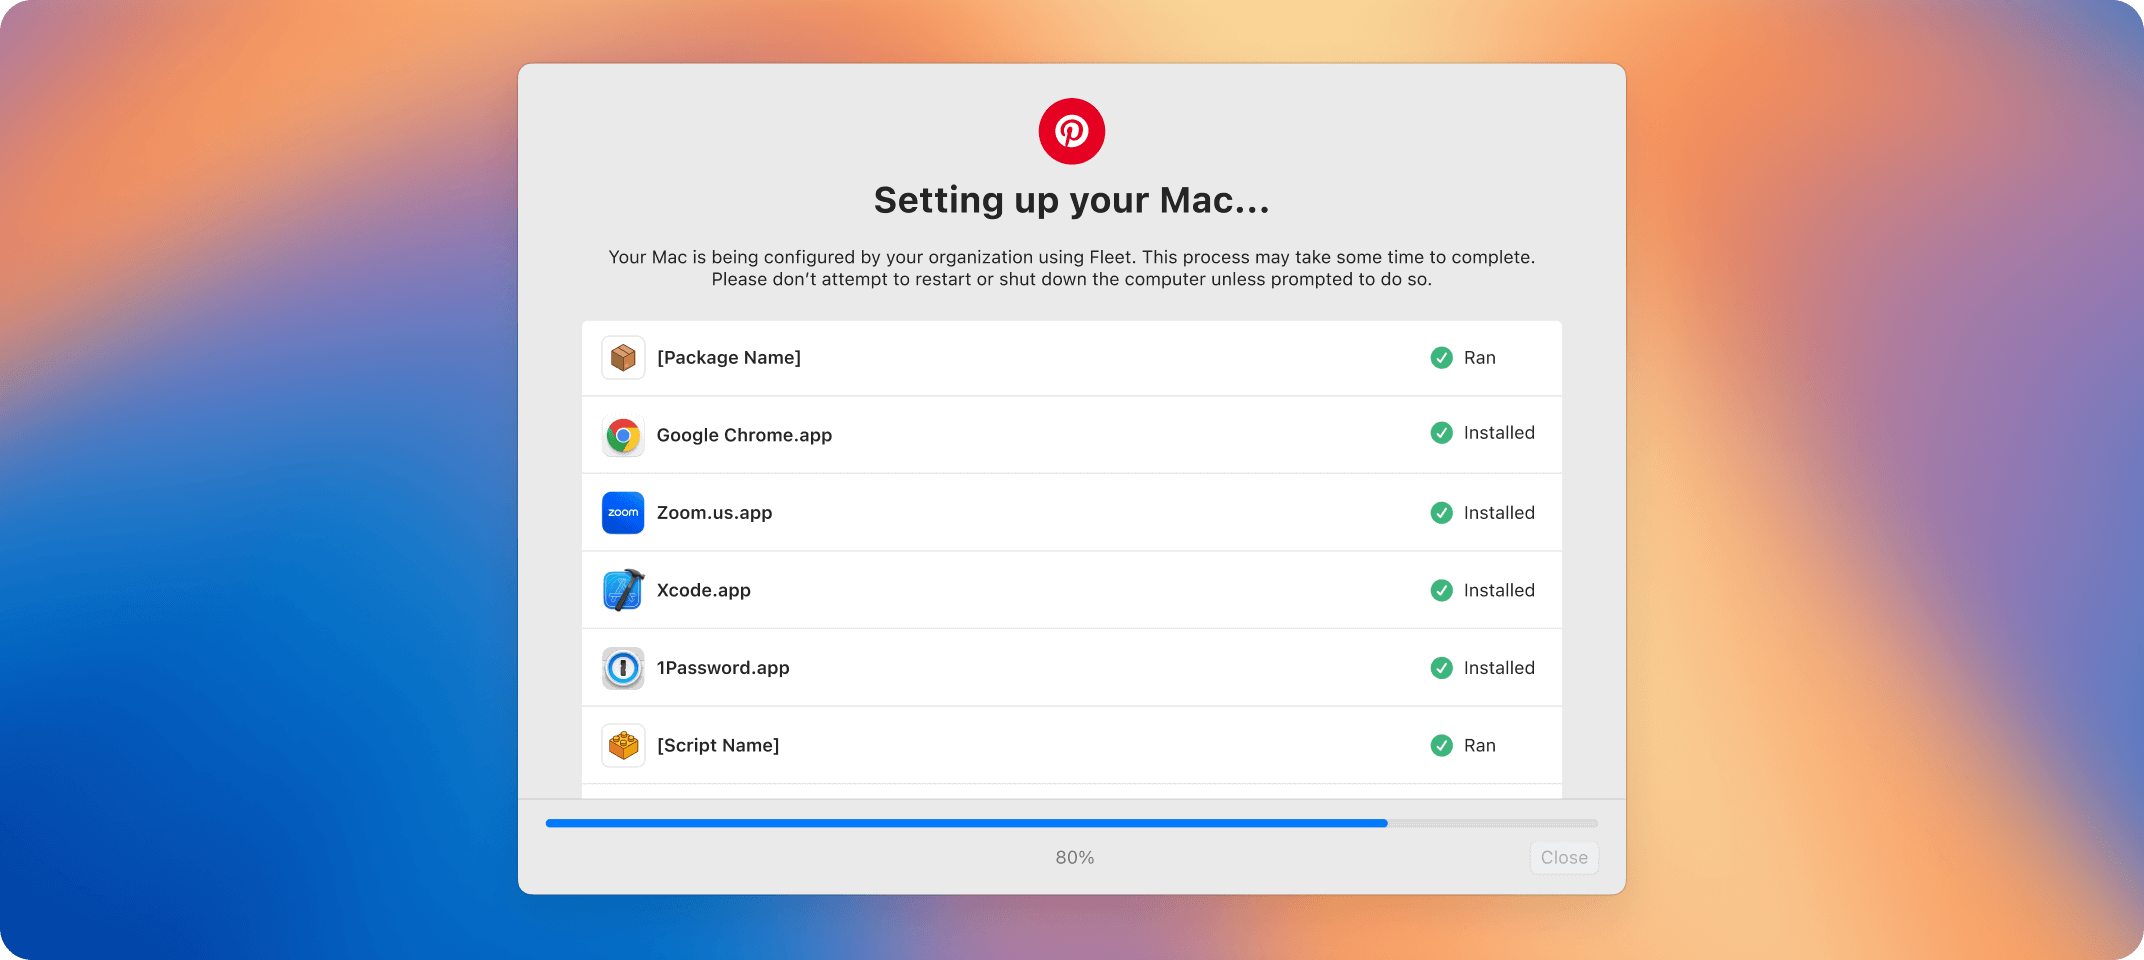 Setting up your Mac...
Your Mac is being configured by your organization using Fleet. This process may take some time to complete.
Please don’t attempt to restart or shut down the computer unless prompted to do so.
[Package Name] Ran
Google Chrome.app Installed
zoom Zoom.us.app Installed
Xcode.app Installed
1Password.app Installed
[Script Name] Ran
80%
Close